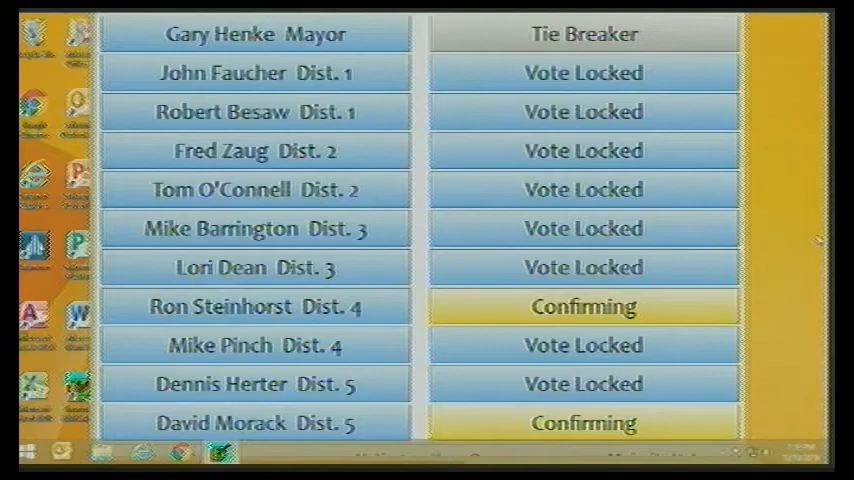 Gary Henke Mayor Tie Breaker
John Faucher Dist. 1 Vote Locked
Robert Besaw Dist. 1 Vote Locked
Fred Zaug Dist. 2 Vote Locked
Tom O'Connell Dist. 2 Vote Locked
Mike Barrington Dist. 3 Vote Locked
Lori Dean Dist. 3 Vote Locked
Ron Steinhorst Dist. 4 Confirming
Mike Pinch Dist. 4 Vote Locked
Dennis Herter Dist. 5 Vote Locked
David Morack Dist. 5 Confirming